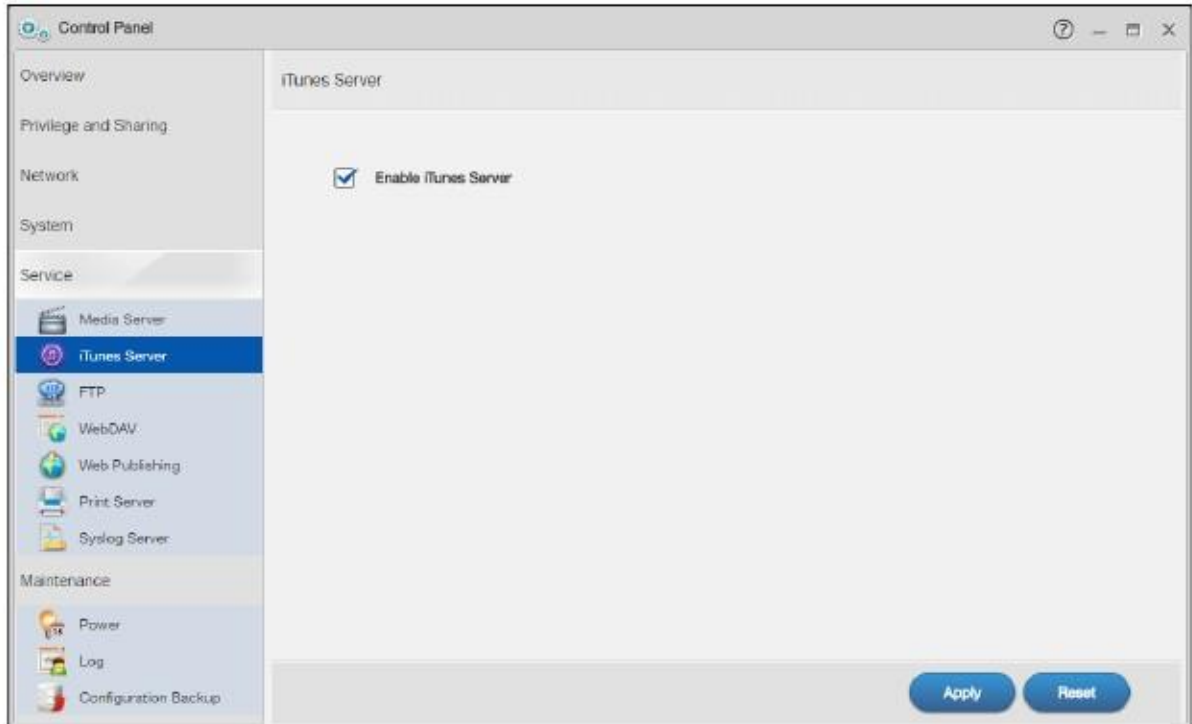 Control Panel
Overview
Privilege and Sharing
Network
System
Service
Media Server
iTunes Server
FTP
WebDAV
Web Publishing
Print Server
Syslog Server
Maintenance
Power
Log
Configuration Backup
iTunes Server
Enable iTunes Server
Apply
Reset